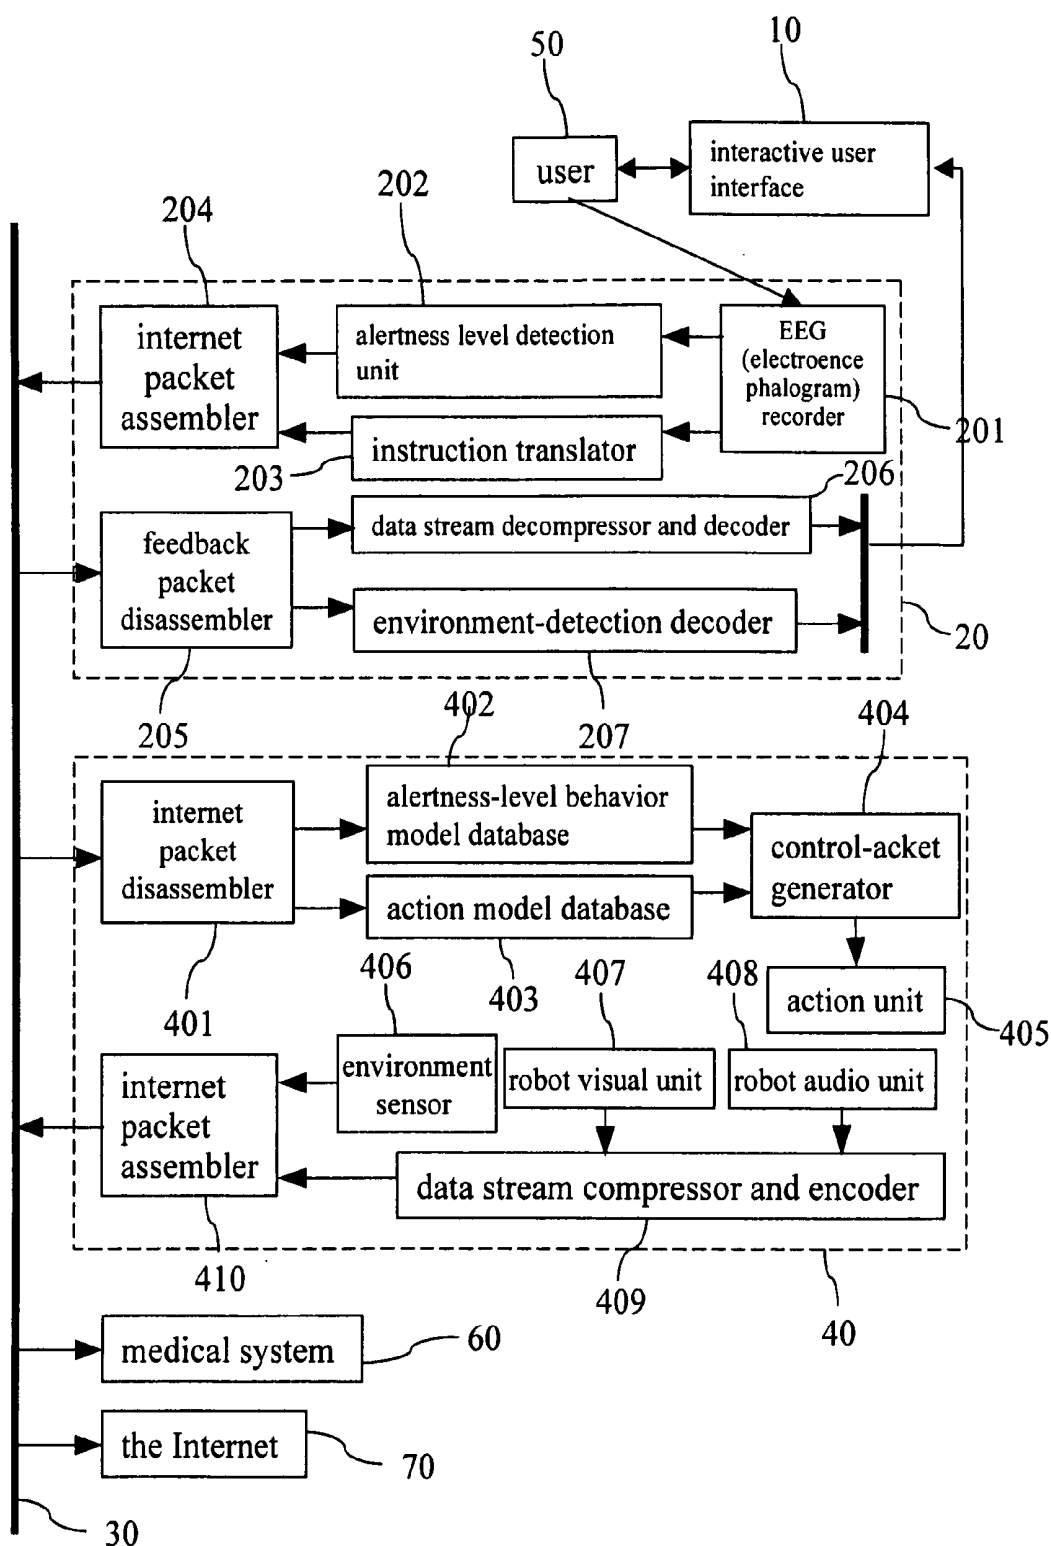 10
50
user
interactive user
interface
202
204
internet
packet
assembler
alertness level detection
unit
EEG
(electroence
phalogram)
recorder
201
instruction translator
203
206
data stream decompressor and decoder
feedback
packet
disassembler
environment-detection decoder
20
205
402
207
404
internet
packet
disassembler
alertness-level behavior
model database
control-acket
generator
action model database
406
407
408
403
401
action unit
405
environment
sensor
robot visual unit
robot audio unit
internet
packet
assembler
data stream compressor and encoder
410
409
40
medical system
60
the Internet
70
30